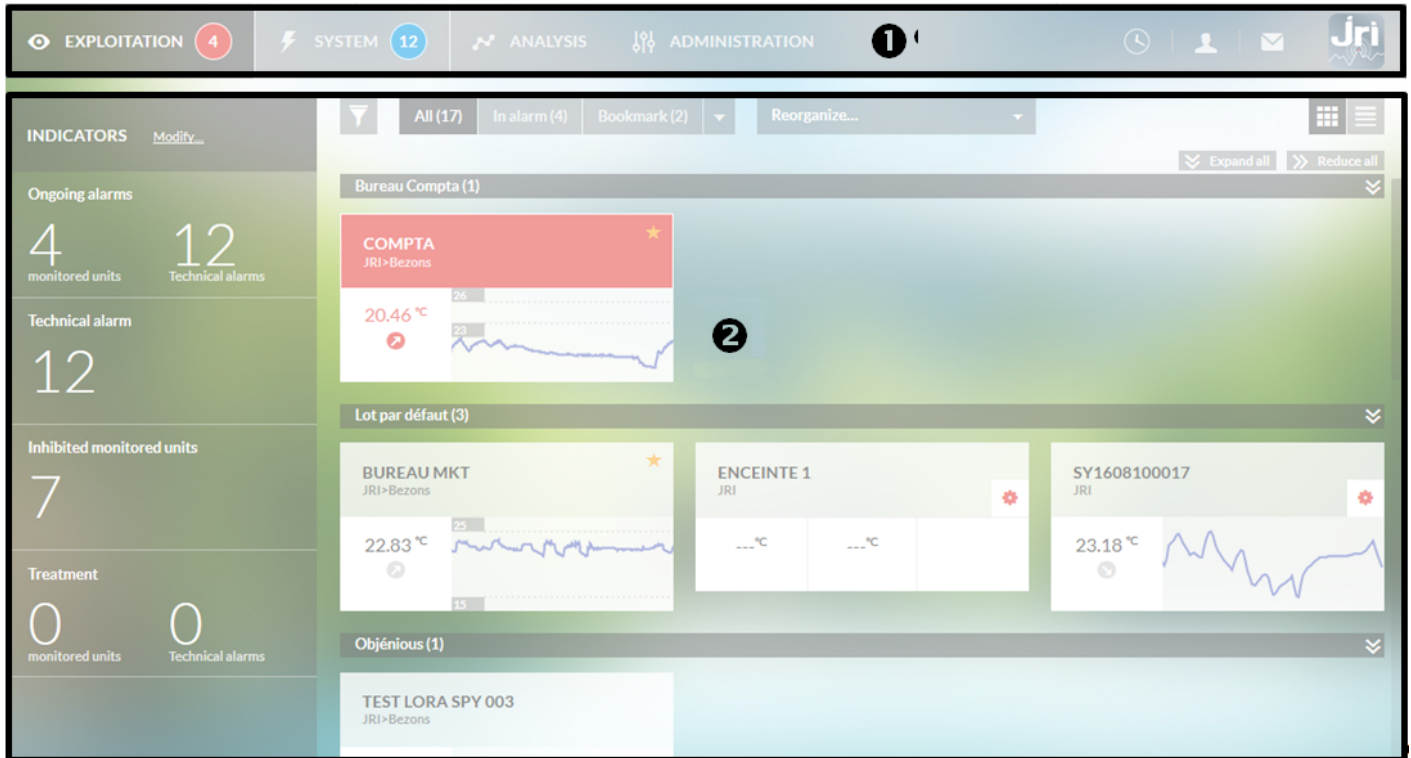 EXPLOITATION 4 SYSTEM 12 ANALYSIS ADMINISTRATION ❶ Jri
INDICATORS Modify...
Ongoing alarms
4 12
monitored units Technical alarms
Technical alarm
12
Inhibited monitored units
7
Treatment
0 0
monitored units Technical alarms
All (17) In alarm (4) Bookmark (2) Reorganize...
Expand all Reduce all
Bureau Compta (1)
COMPTA
JRI>Bezons
26
20.46 °C
23
❷
Lot par défaut (3)
BUREAU MKT
JRI>Bezons
25
22.83 °C
15
ENCEINTE 1
JRI
---°C ---°C
SY1608100017
JRI
23.18 °C
Objénious (1)
TEST LORA SPY 003
JRI>Bezons